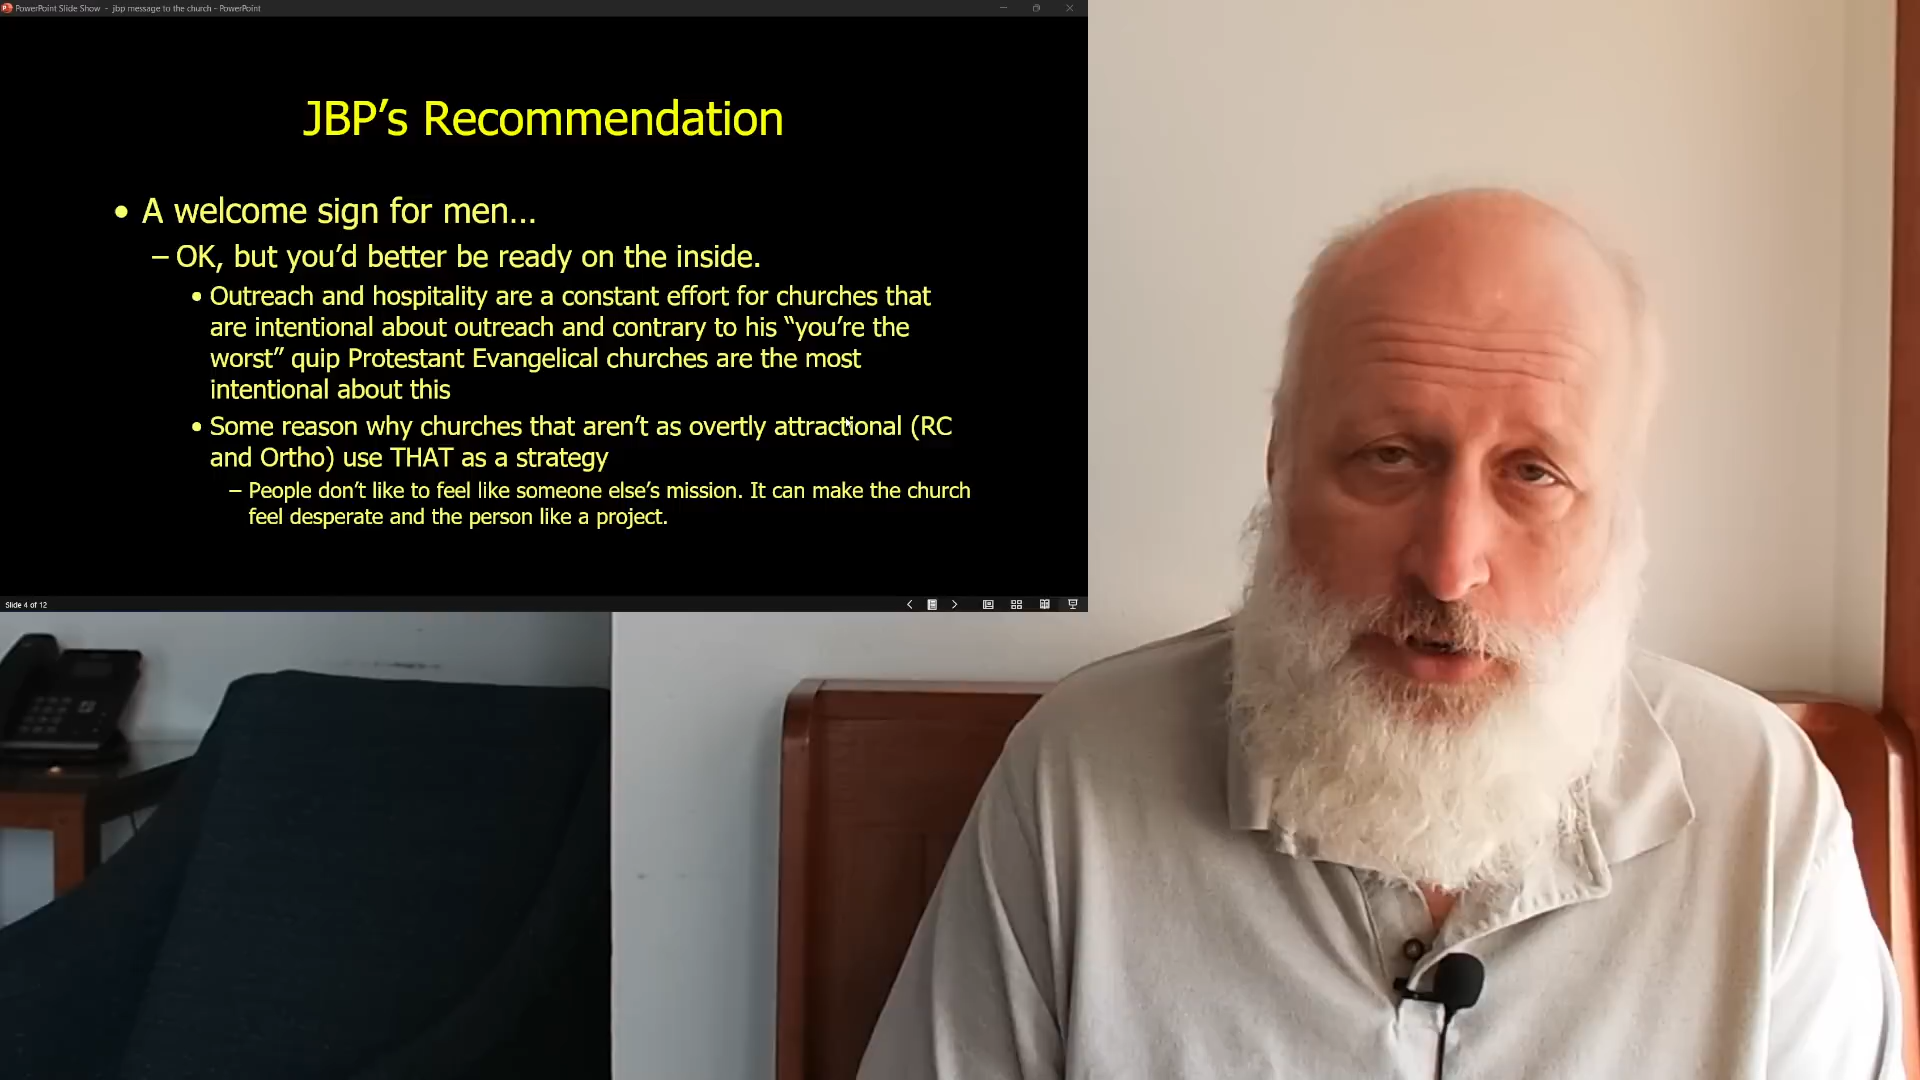 PowerPoint Slide Show - jbp message to the church - PowerPoint
JBP’s Recommendation
• A welcome sign for men…
– OK, but you’d better be ready on the inside.
• Outreach and hospitality are a constant effort for churches that
are intentional about outreach and contrary to his “you’re the
worst” quip Protestant Evangelical churches are the most
intentional about this
• Some reason why churches that aren’t as overtly attractional (RC
and Ortho) use THAT as a strategy
– People don’t like to feel like someone else’s mission. It can make the church
feel desperate and the person like a project.
Slide 4 of 12